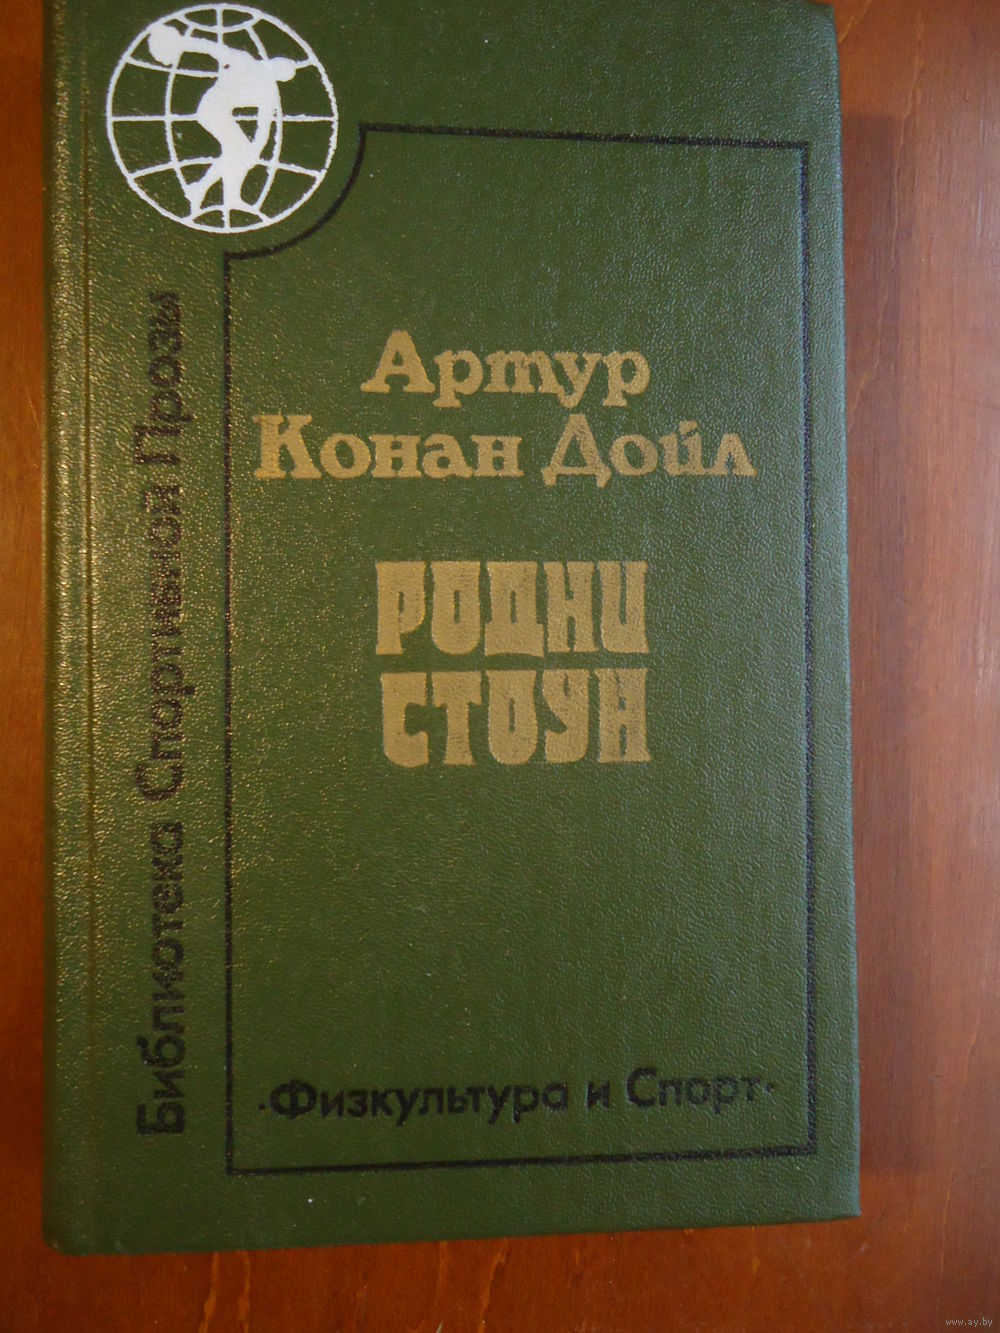 Артур
Конан Дойл
РОДНИ
СТОУН
Библиотека Спортивной Прозы
·Физкультура и Спорт·
www.ay.by